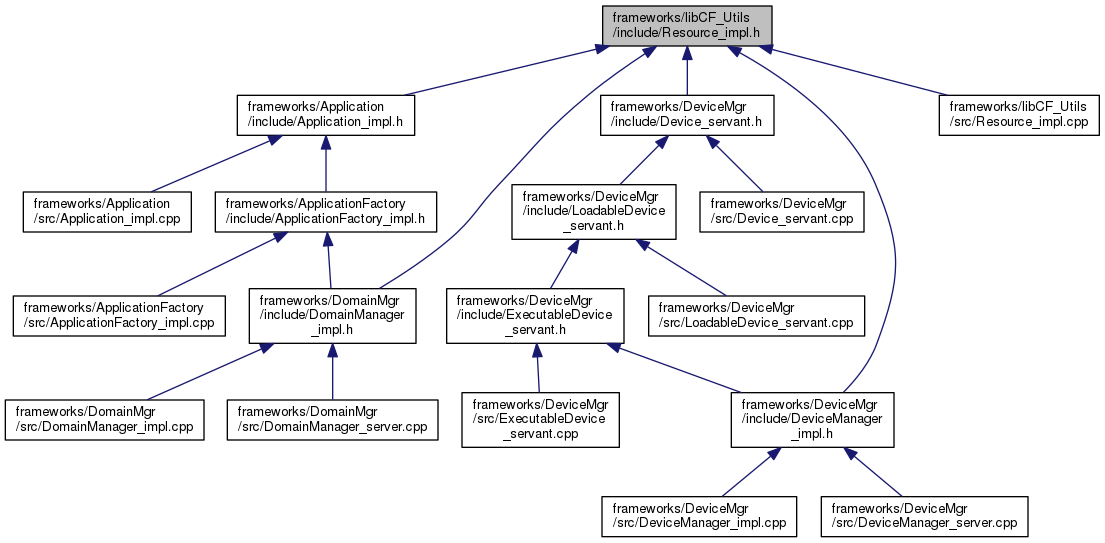 frameworks/libCF_Utils
/include/Resource_impl.h
frameworks/Application
/include/Application_impl.h
frameworks/DeviceMgr
/include/Device_servant.h
frameworks/libCF_Utils
/src/Resource_impl.cpp
frameworks/Application
/src/Application_impl.cpp
frameworks/ApplicationFactory
/include/ApplicationFactory_impl.h
frameworks/DeviceMgr
/include/LoadableDevice
_servant.h
frameworks/DeviceMgr
/src/Device_servant.cpp
frameworks/ApplicationFactory
/src/ApplicationFactory_impl.cpp
frameworks/DomainMgr
/include/DomainManager
_impl.h
frameworks/DeviceMgr
/include/ExecutableDevice
_servant.h
frameworks/DeviceMgr
/src/LoadableDevice_servant.cpp
frameworks/DomainMgr
/src/DomainManager_impl.cpp
frameworks/DomainMgr
/src/DomainManager_server.cpp
frameworks/DeviceMgr
/src/ExecutableDevice
_servant.cpp
frameworks/DeviceMgr
/include/DeviceManager
_impl.h
frameworks/DeviceMgr
/src/DeviceManager_impl.cpp
frameworks/DeviceMgr
/src/DeviceManager_server.cpp